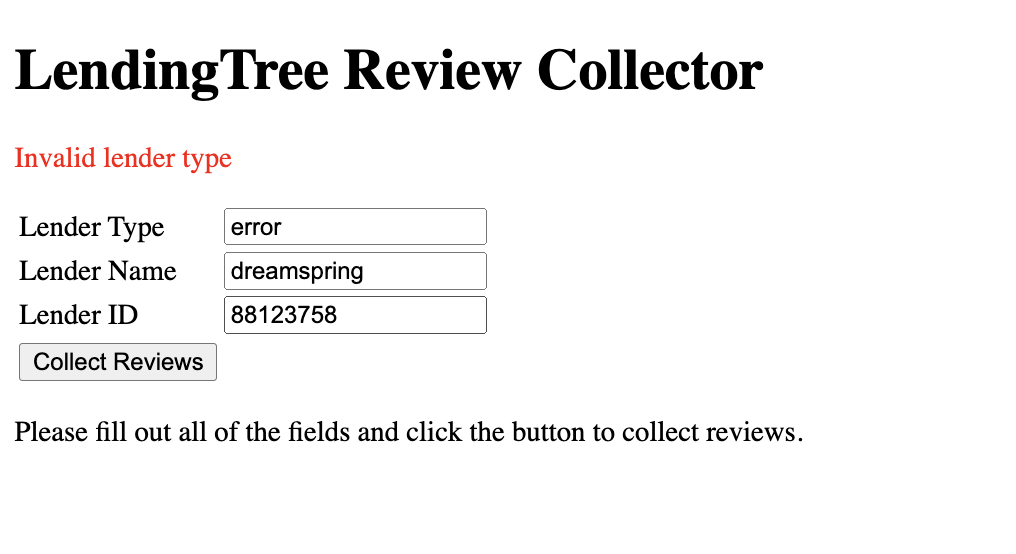 LendingTree Review Collector
Invalid lender type
Lender Type error
Lender Name dreamspring
Lender ID 88123758
Collect Reviews
Please fill out all of the fields and click the button to collect reviews.